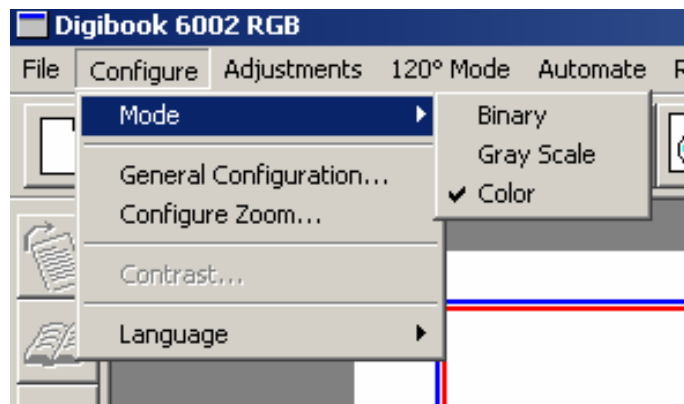 Digibook 6002 RGB
File Configure Adjustments 120° Mode Automate
Mode
Binary
Gray Scale
Color
General Configuration...
Configure Zoom...
Contrast...
Language